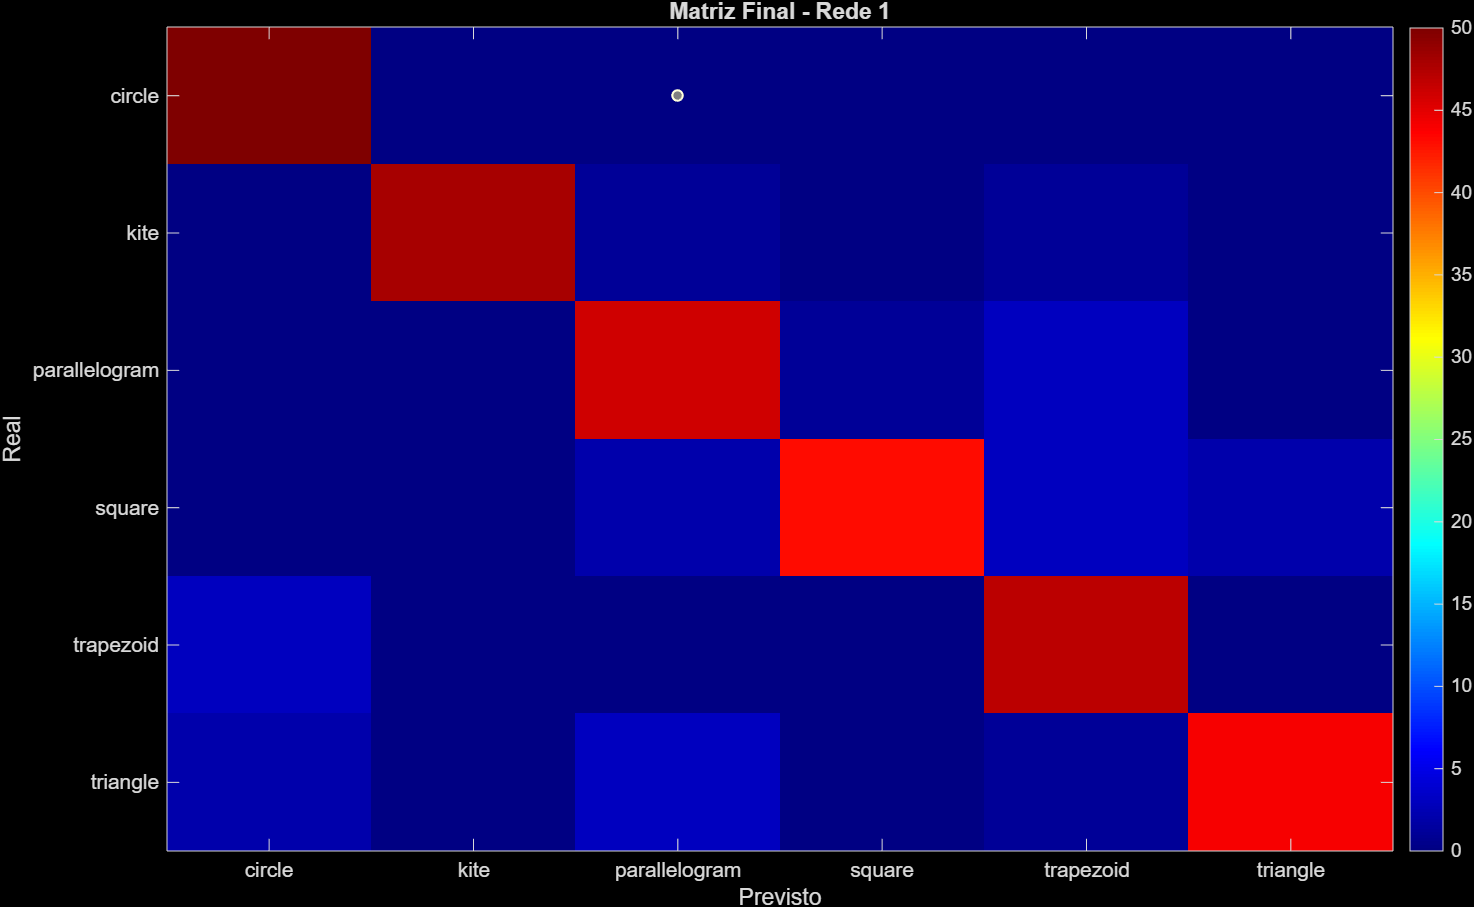 Matriz Final - Rede 1
circle
kite
parallelogram
square
trapezoid
triangle
Real
circle kite parallelogram square trapezoid triangle
Previsto
50
45
40
35
30
25
20
15
10
5
0